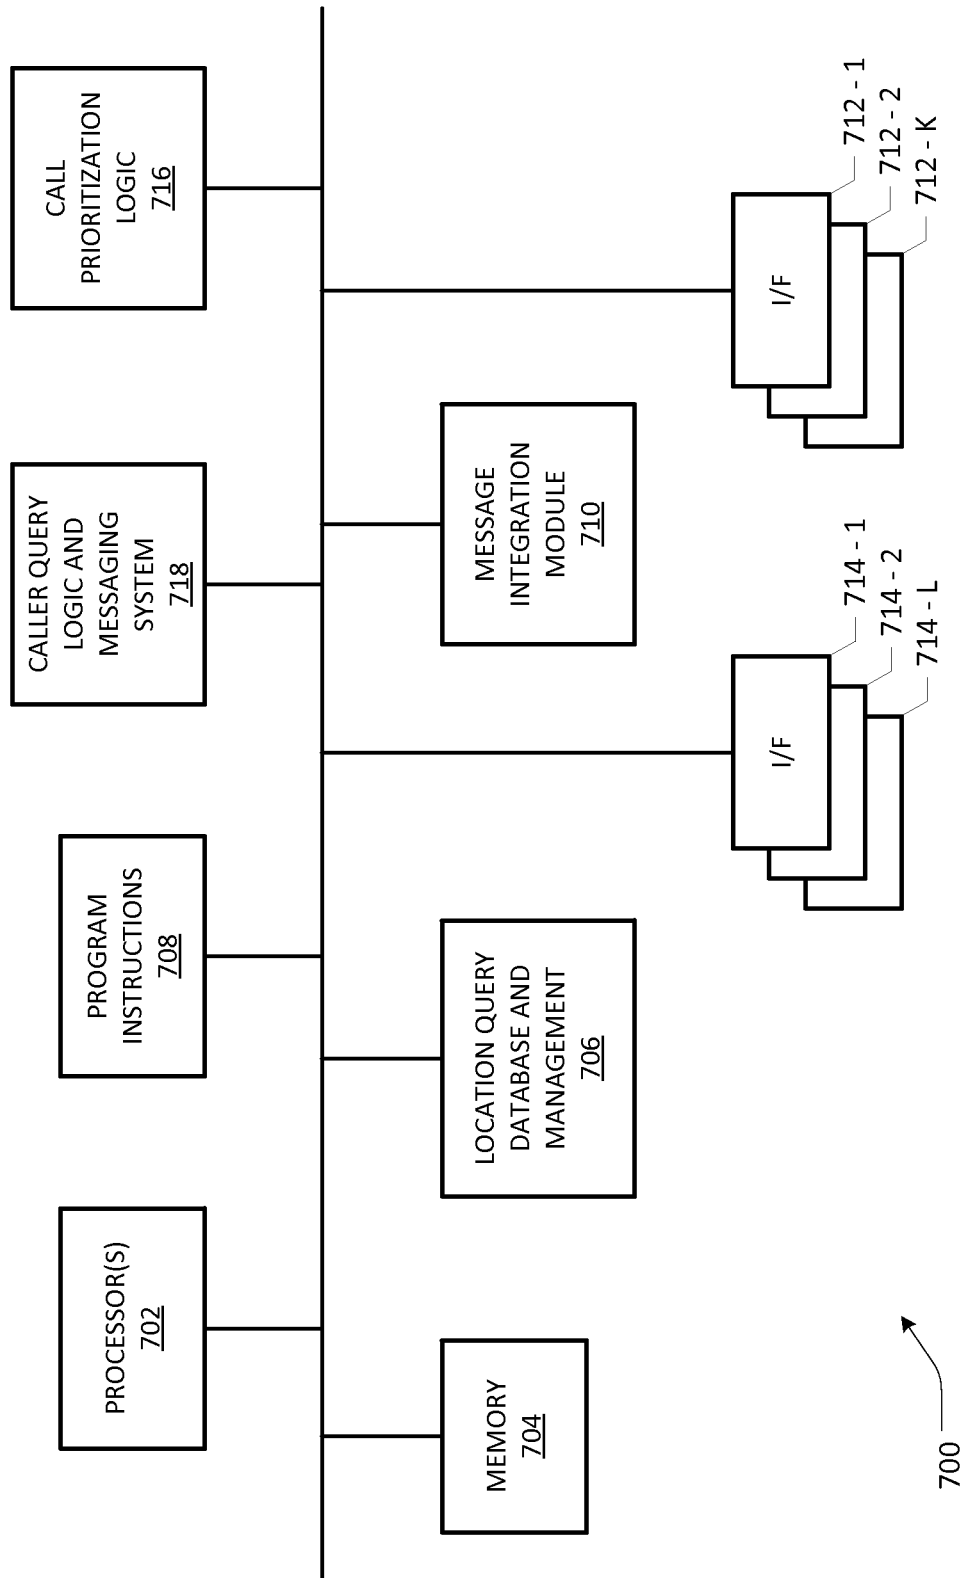 PROCESSOR(S)
702
PROGRAM
INSTRUCTIONS
708
CALLER QUERY
LOGIC AND
MESSAGING
SYSTEM
718
CALL
PRIORITIZATION
LOGIC
716
MEMORY
704
LOCATION QUERY
DATABASE AND
MANAGEMENT
706
MESSAGE
INTEGRATION
MODULE
710
I/F
714 - 1
714 - 2
714 - L
I/F
712 - 1
712 - 2
712 - K
700